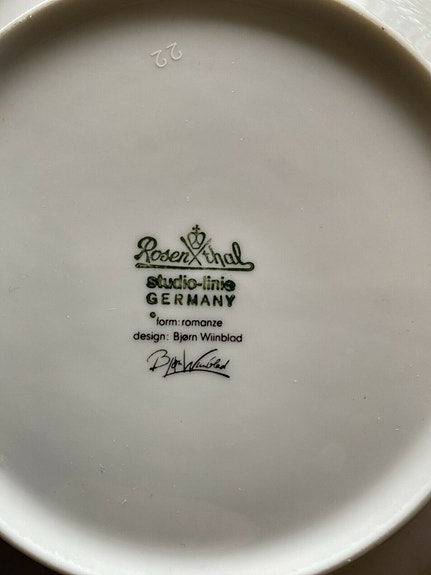 22
Rosenthal
studio-linie
GERMANY
form: romanze
design: Bjørn Wiinblad
Bjørn Wiinblad